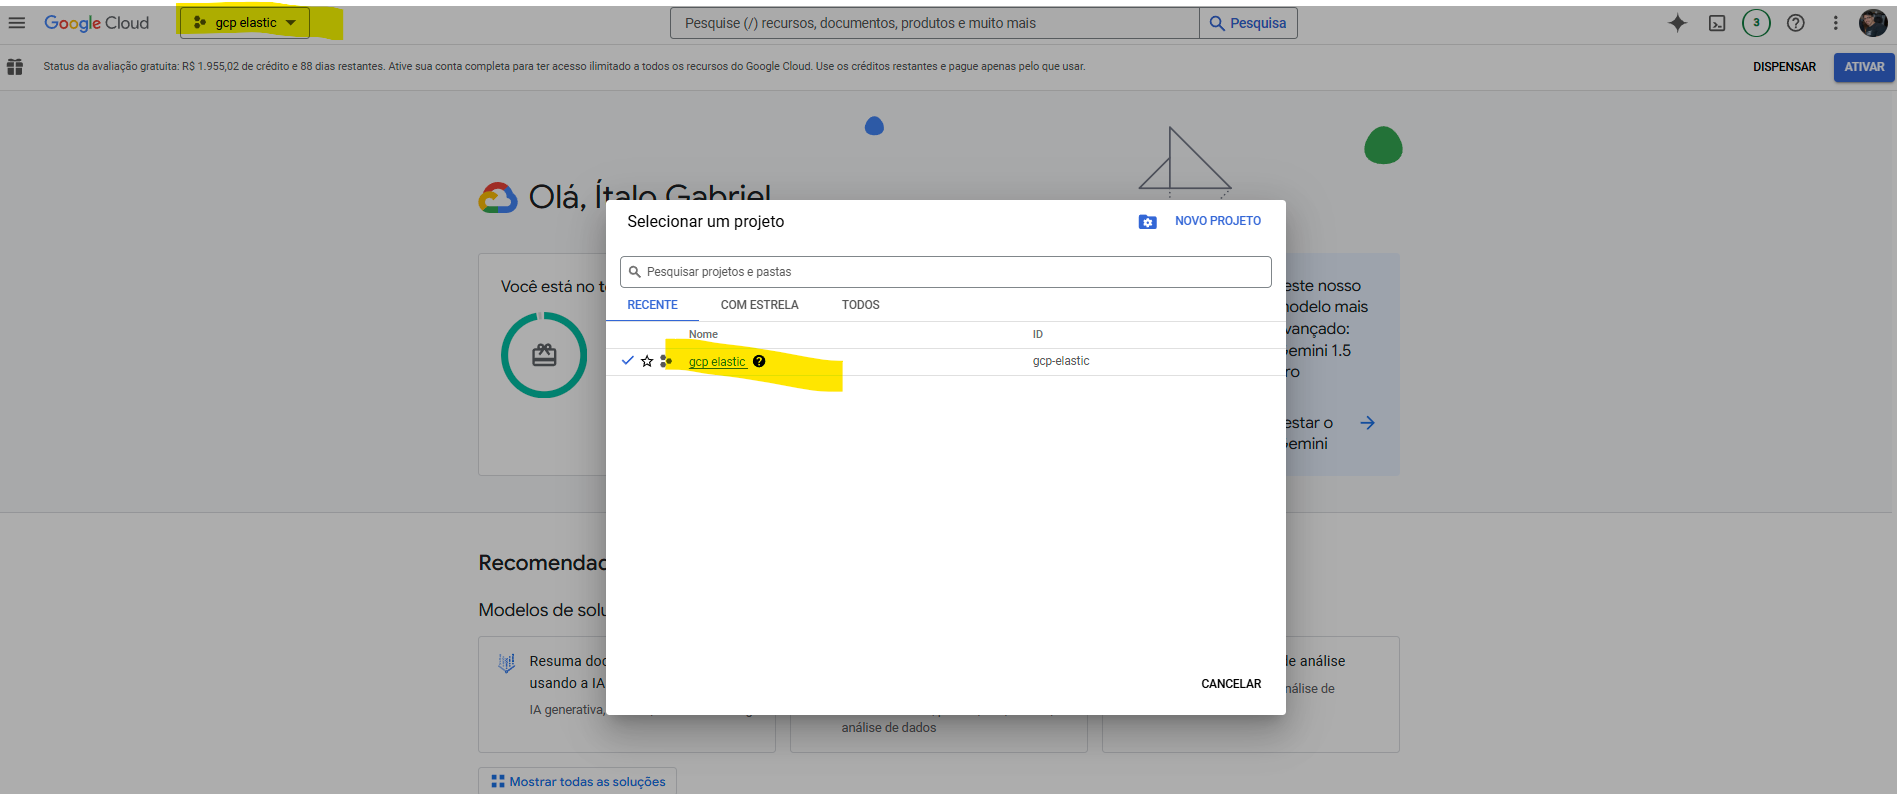 Google Cloud
gcp elastic
Pesquise (/) recursos, documentos, produtos e muito mais
Pesquisa
3
Status da avaliação gratuita: R$ 1.955,02 de crédito e 88 dias restantes. Ative sua conta completa para ter acesso ilimitado a todos os recursos do Google Cloud. Use os créditos restantes e pague apenas pelo que usar.
DISPENSAR
ATIVAR
Olá, Ítalo Gabriel
Selecionar um projeto
NOVO PROJETO
Pesquisar projetos e pastas
RECENTE
COM ESTRELA
TODOS
Nome
ID
gcp elastic
gcp-elastic
CANCELAR
Você está no
este nosso
modelo mais
vançado:
emini 1.5
ro
estar o
emini
Recomendac
Modelos de solu
Resuma doc
usando a IA
IA generativa,
análise de dados
le análise
nálise de
Mostrar todas as soluções